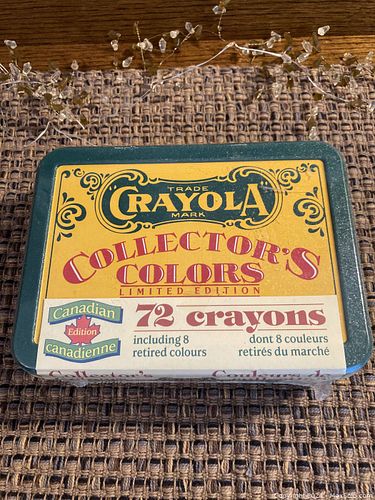 TRADE
CRAYOLA
MARK
COLLECTOR'S
COLORS
LIMITED EDITION
Canadian
Edition
canadienne
72 crayons
including 8
retired colours
dont 8 couleurs
retirés du marché